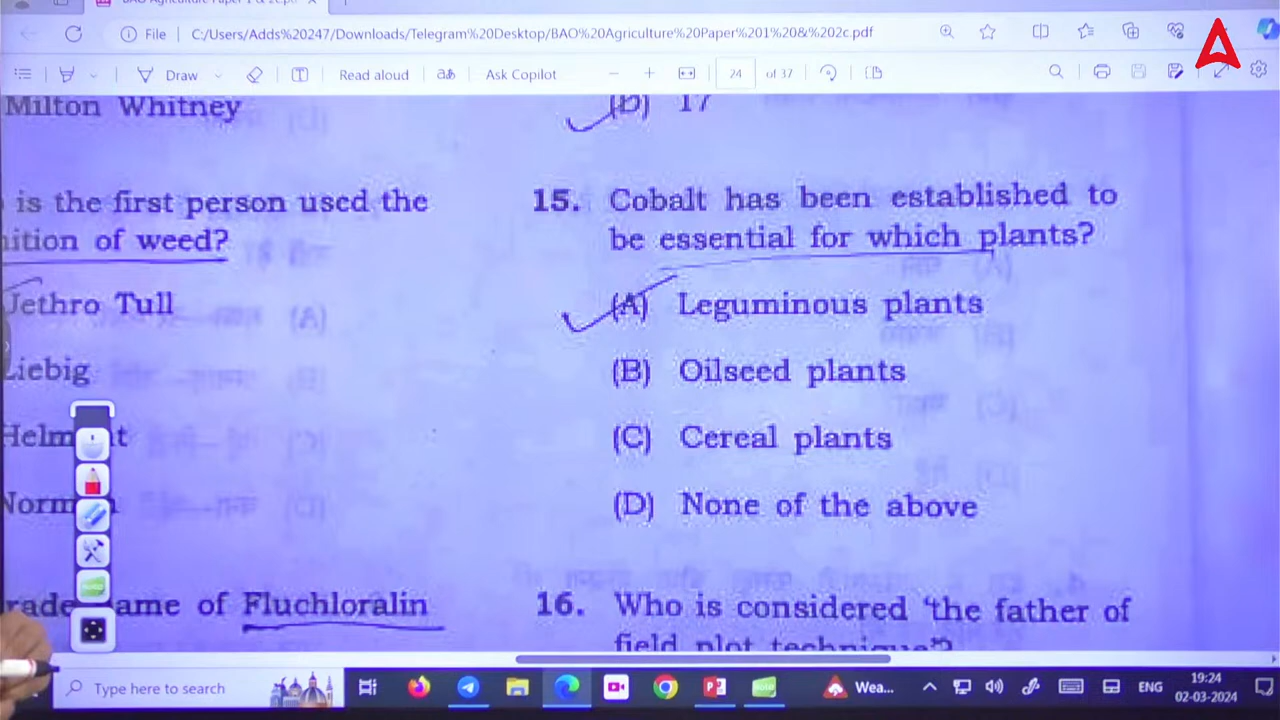 File
C:/Users/Adds%20247/Downloads/Telegram%20Desktop/BAO%20Agriculture%20Paper%201%20&%202c.pdf
Draw
Read aloud
Ask Copilot
24
of 37
Milton Whitney
is the first person used the
of weed?
Jethro Tull
Liebig
ame of Fluchloralin
17
15. Cobalt has been established to
be essential for which plants?
(A) Leguminous plants
(B) Oilseed plants
(C) Cereal plants
(D) None of the above
16. Who is considered 'the father of
field plot technique'?
Type here to search
Wea...
ENG
19:24
02-03-2024